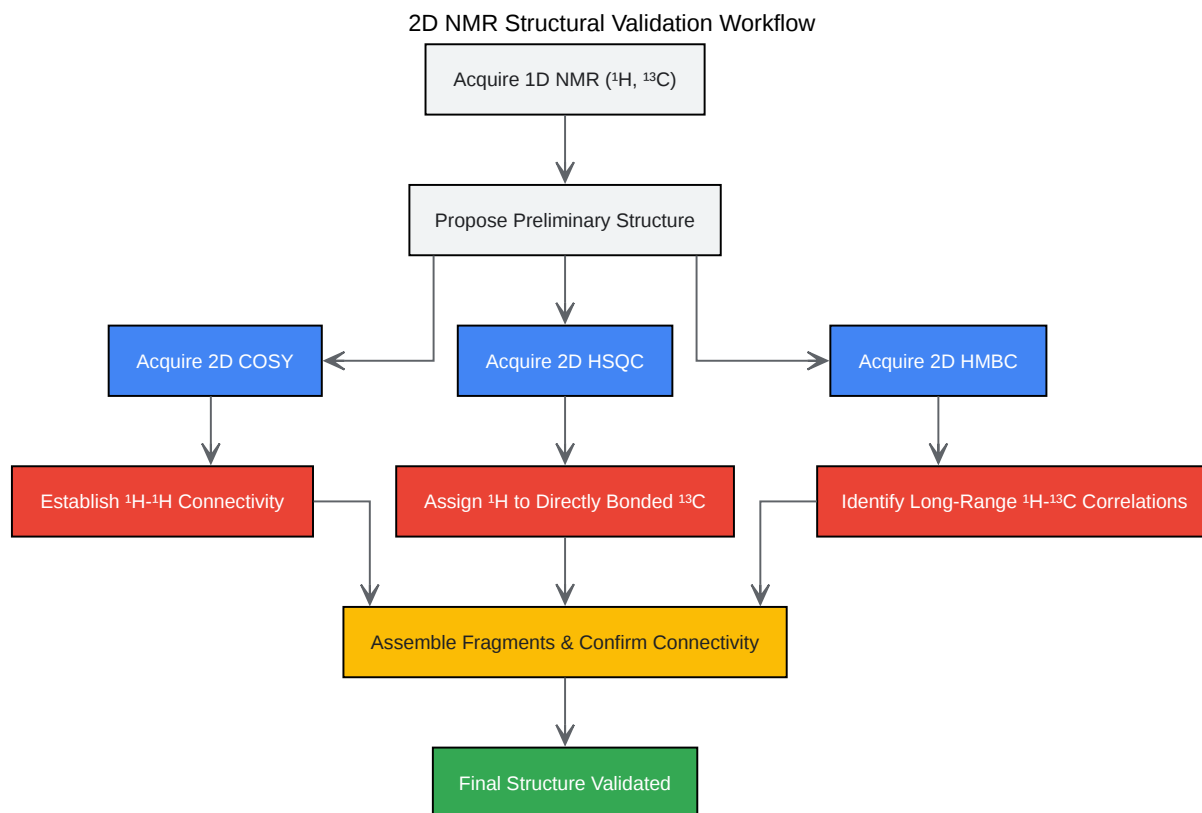 2D NMR Structural Validation Workflow
Acquire 1D NMR (¹H, ¹³C)
Propose Preliminary Structure
Acquire 2D COSY
Acquire 2D HSQC
Acquire 2D HMBC
Establish ¹H-¹H Connectivity
Assign ¹H to Directly Bonded ¹³C
Identify Long-Range ¹H-¹³C Correlations
Assemble Fragments & Confirm Connectivity
Final Structure Validated